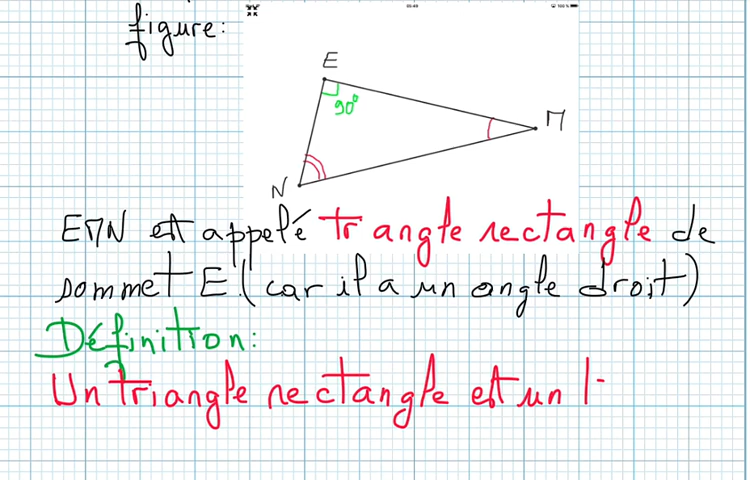 figure:
E
90°
M
N
EMN est appelé triangle rectangle de
sommet E. (car il a un angle droit)
Définition:
Un triangle rectangle est un